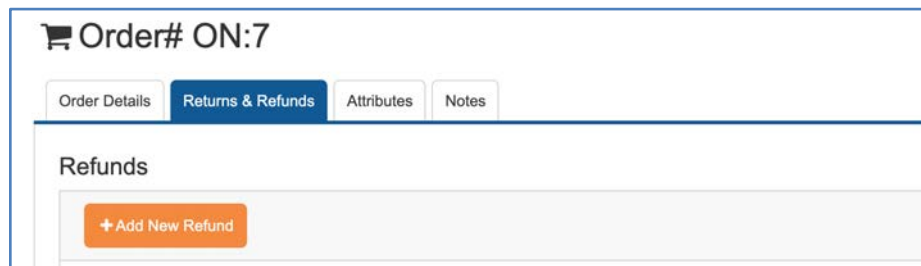 Order# ON:7
Order Details Returns & Refunds Attributes Notes
Refunds
+ Add New Refund